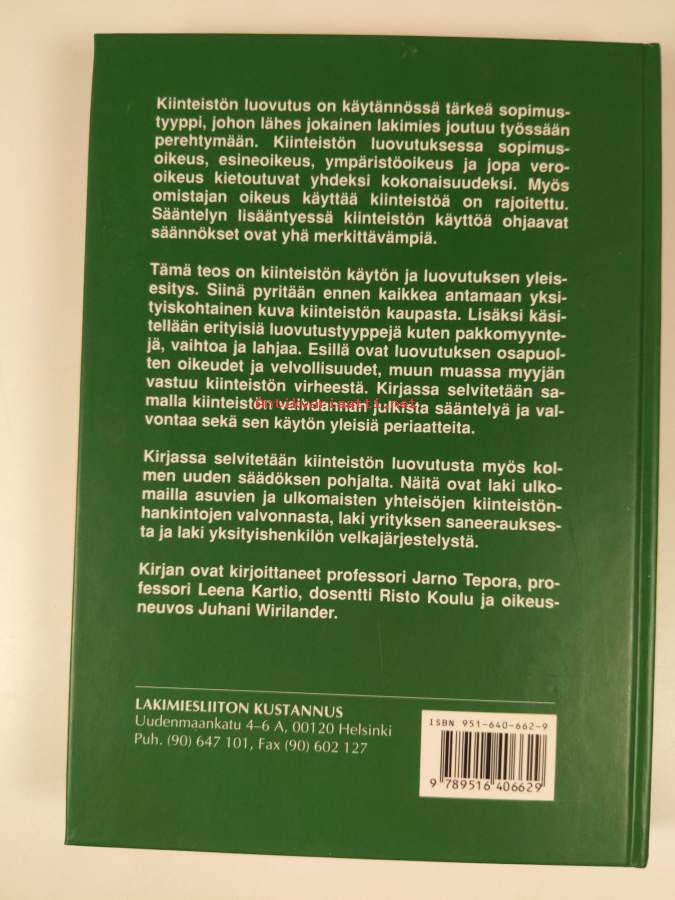 Kiinteistön luovutus on käytännössä tärkeä sopimus-
tyyppi, johon lähes jokainen lakimies joutuu työssään
perehtymään. Kiinteistön luovutuksessa sopimus-
oikeus, esineoikeus, ympäristöoikeus ja jopa vero-
oikeus kietoutuvat yhdeksi kokonaisuudeksi. Myös
omistajan oikeus käyttää kiinteistöä on rajoitettu.
Sääntelyn lisääntyessä kiinteistön käyttöä ohjaavat
säännökset ovat yhä merkittävämpiä.
Tämä teos on kiinteistön käytön ja luovutuksen yleis-
esitys. Siinä pyritään ennen kaikkea antamaan yksi-
tyiskohtainen kuva kiinteistön kaupasta. Lisäksi käsi-
tellään erityisiä luovutustyyppejä kuten pakkomyynte-
jä, vaihtoa ja lahjaa. Esillä ovat luovutuksen osapuol-
ten oikeudet ja velvollisuudet, muun muassa myyjän
vastuu kiinteistön virheestä. Kirjassa selvitetään sa-
malla kiinteistön vaihdannan julkista sääntelyä ja val-
vontaa sekä sen käytön yleisiä periaatteita.
antikvariaatti.net
Kirjassa selvitetään kiinteistön luovutusta myös kol-
men uuden säädöksen pohjalta. Näitä ovat laki ulko-
mailla asuvien ja ulkomaisten yhteisöjen kiinteistön-
hankintojen valvonnasta, laki yrityksen saneeraukses-
ta ja laki yksityishenkilön velkajärjestelystä.
Kirjan ovat kirjoittaneet professori Jarno Tepora, pro-
fessori Leena Kartio, dosentti Risto Koulu ja oikeus-
neuvos Juhani Wirilander.
LAKIMIESLIITON KUSTANNUS
Uudenmaankatu 4–6 A, 00120 Helsinki
Puh. (90) 647 101, Fax (90) 602 127
ISBN 951-640-662-9
9 789516 406629